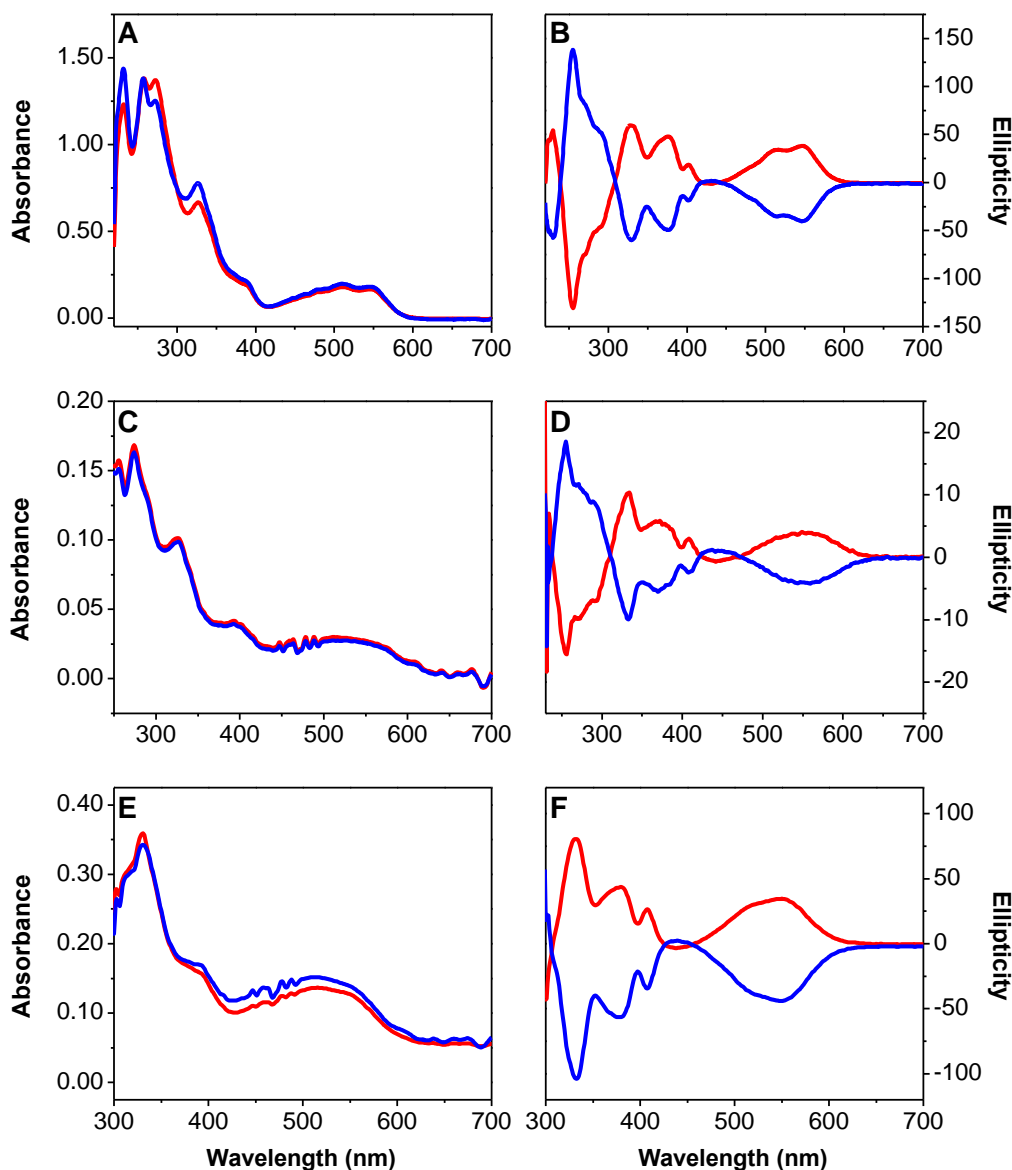 A
B
1.50
1.00
0.50
0.00
Absorbance
150
100
50
0
-50
-100
-150
Ellipticity
300 400 500 600 700
300 400 500 600 700
C
D
0.20
0.15
0.10
0.05
0.00
Absorbance
20
10
0
-10
-20
Ellipticity
300 400 500 600 700
300 400 500 600 700
E
F
0.40
0.30
0.20
0.10
0.00
Absorbance
100
50
0
-50
-100
Ellipticity
300 400 500 600 700
300 400 500 600 700
Wavelength (nm)
Wavelength (nm)